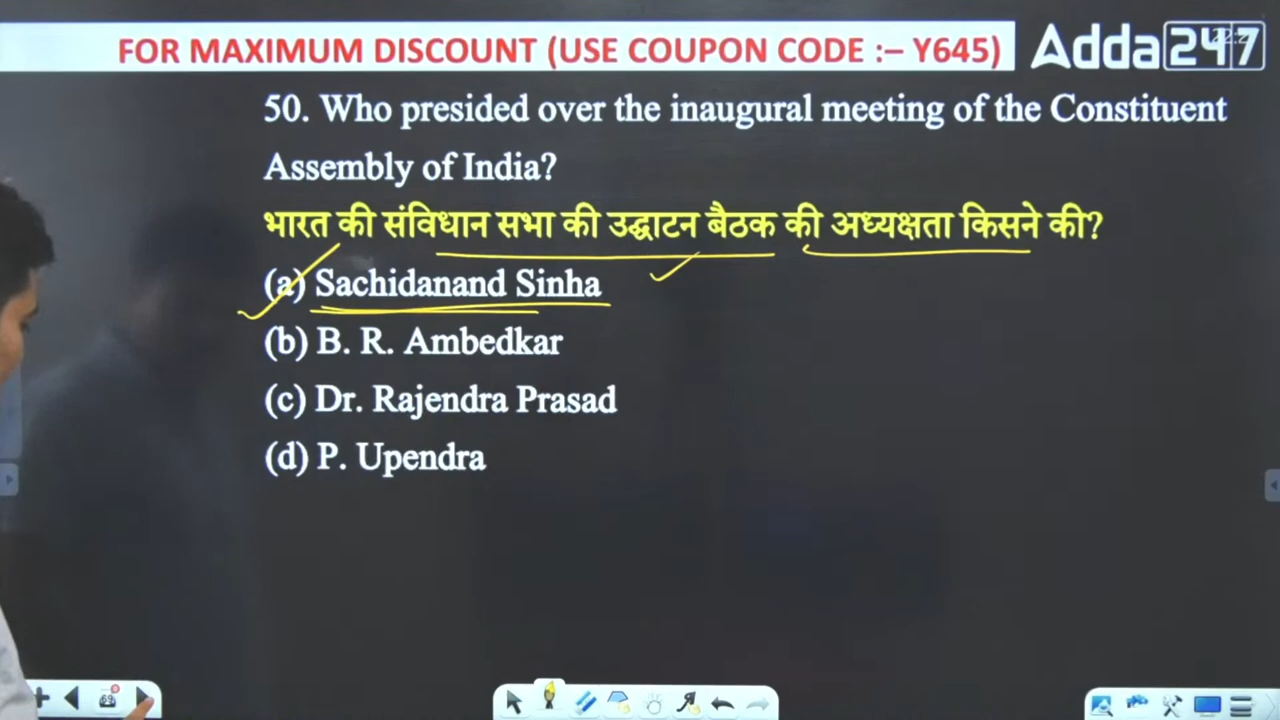 FOR MAXIMUM DISCOUNT (USE COUPON CODE :– Y645)
Adda247
50. Who presided over the inaugural meeting of the Constituent
Assembly of India?
भारत की संविधान सभा की उद्घाटन बैठक की अध्यक्षता किसने की?
(a) Sachidanand Sinha
(b) B. R. Ambedkar
(c) Dr. Rajendra Prasad
(d) P. Upendra